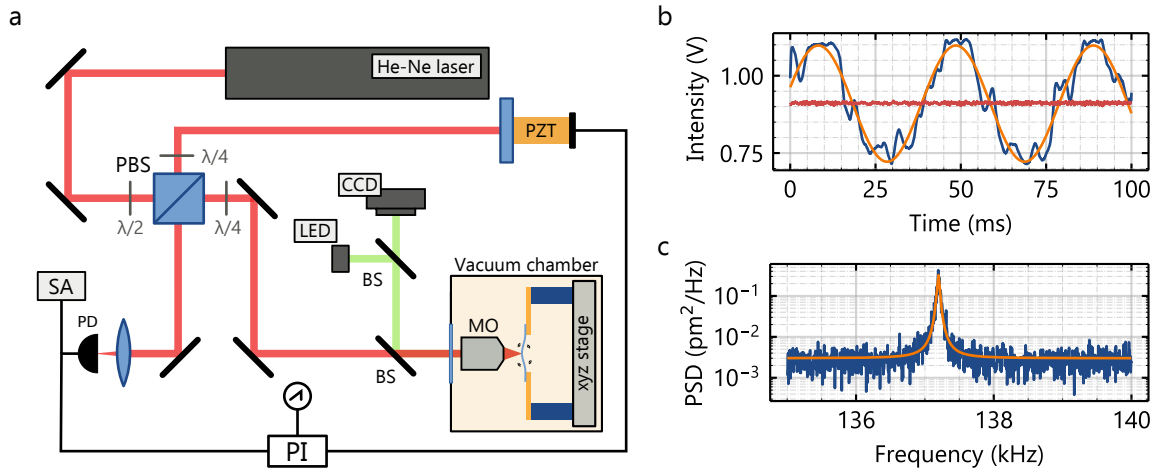 a
He-Ne laser
PZT
PBS
λ/4
λ/2
λ/4
CCD
LED
BS
Vacuum chamber
SA
PD
MO
xyz stage
BS
PI
b
Intensity (V)
1.00
0.75
0 25 50 75 100
Time (ms)
c
PSD (pm²/Hz)
10⁻¹
10⁻²
10⁻³
136 138 140
Frequency (kHz)